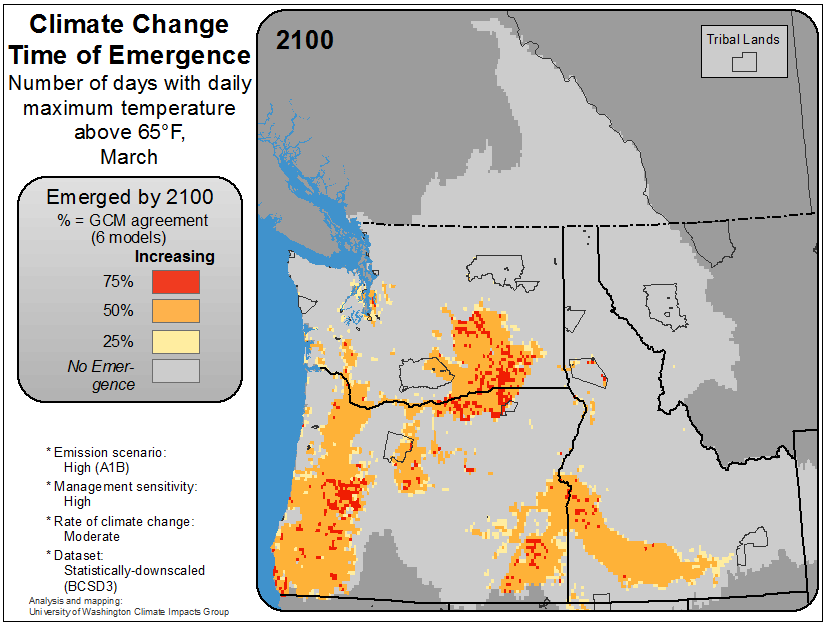 Climate Change
Time of Emergence
Number of days with daily
maximum temperature
above 65°F,
March
Emerged by 2100
% = GCM agreement
(6 models)
Increasing
75%
50%
25%
No Emer-
gence
* Emission scenario:
High (A1B)
* Management sensitivity:
High
* Rate of climate change:
Moderate
* Dataset:
Statistically-downscaled
(BCSD3)
Analysis and mapping:
University of Washington Climate Impacts Group
2100
Tribal Lands